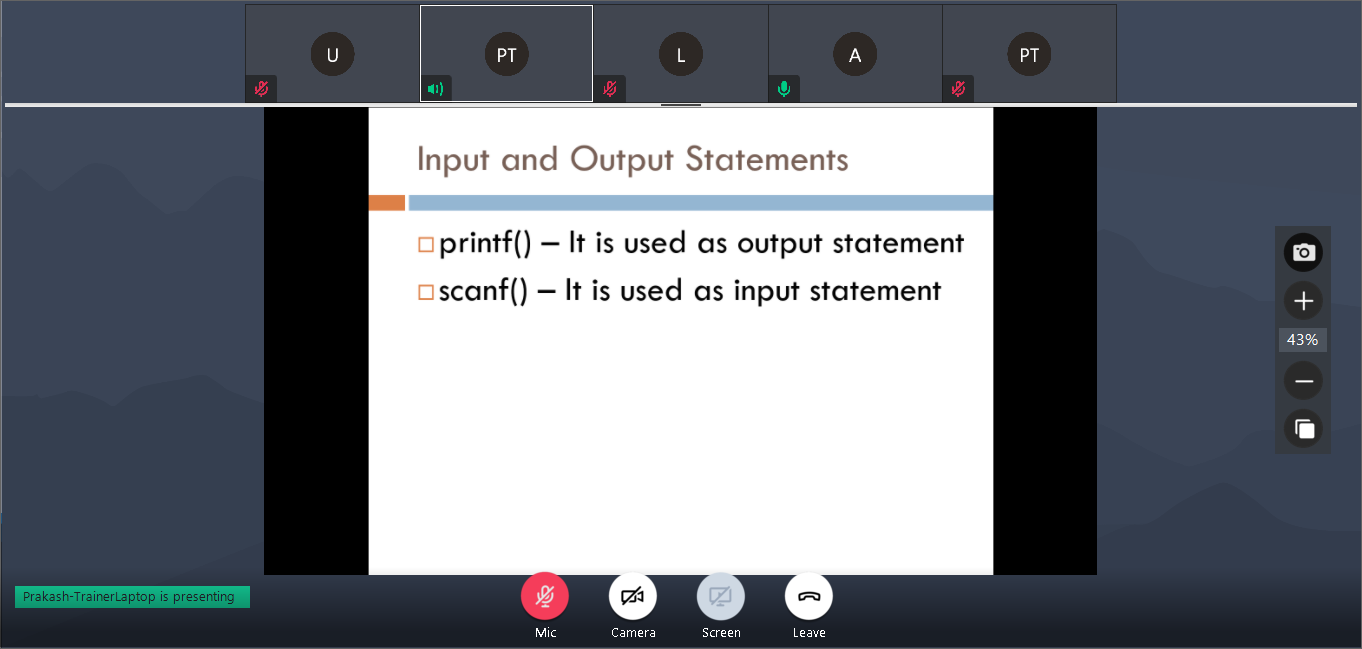 U
PT
L
A
PT
Input and Output Statements
printf() – It is used as output statement
scanf() – It is used as input statement
43%
Prakash-TrainerLaptop is presenting
Mic
Camera
Screen
Leave